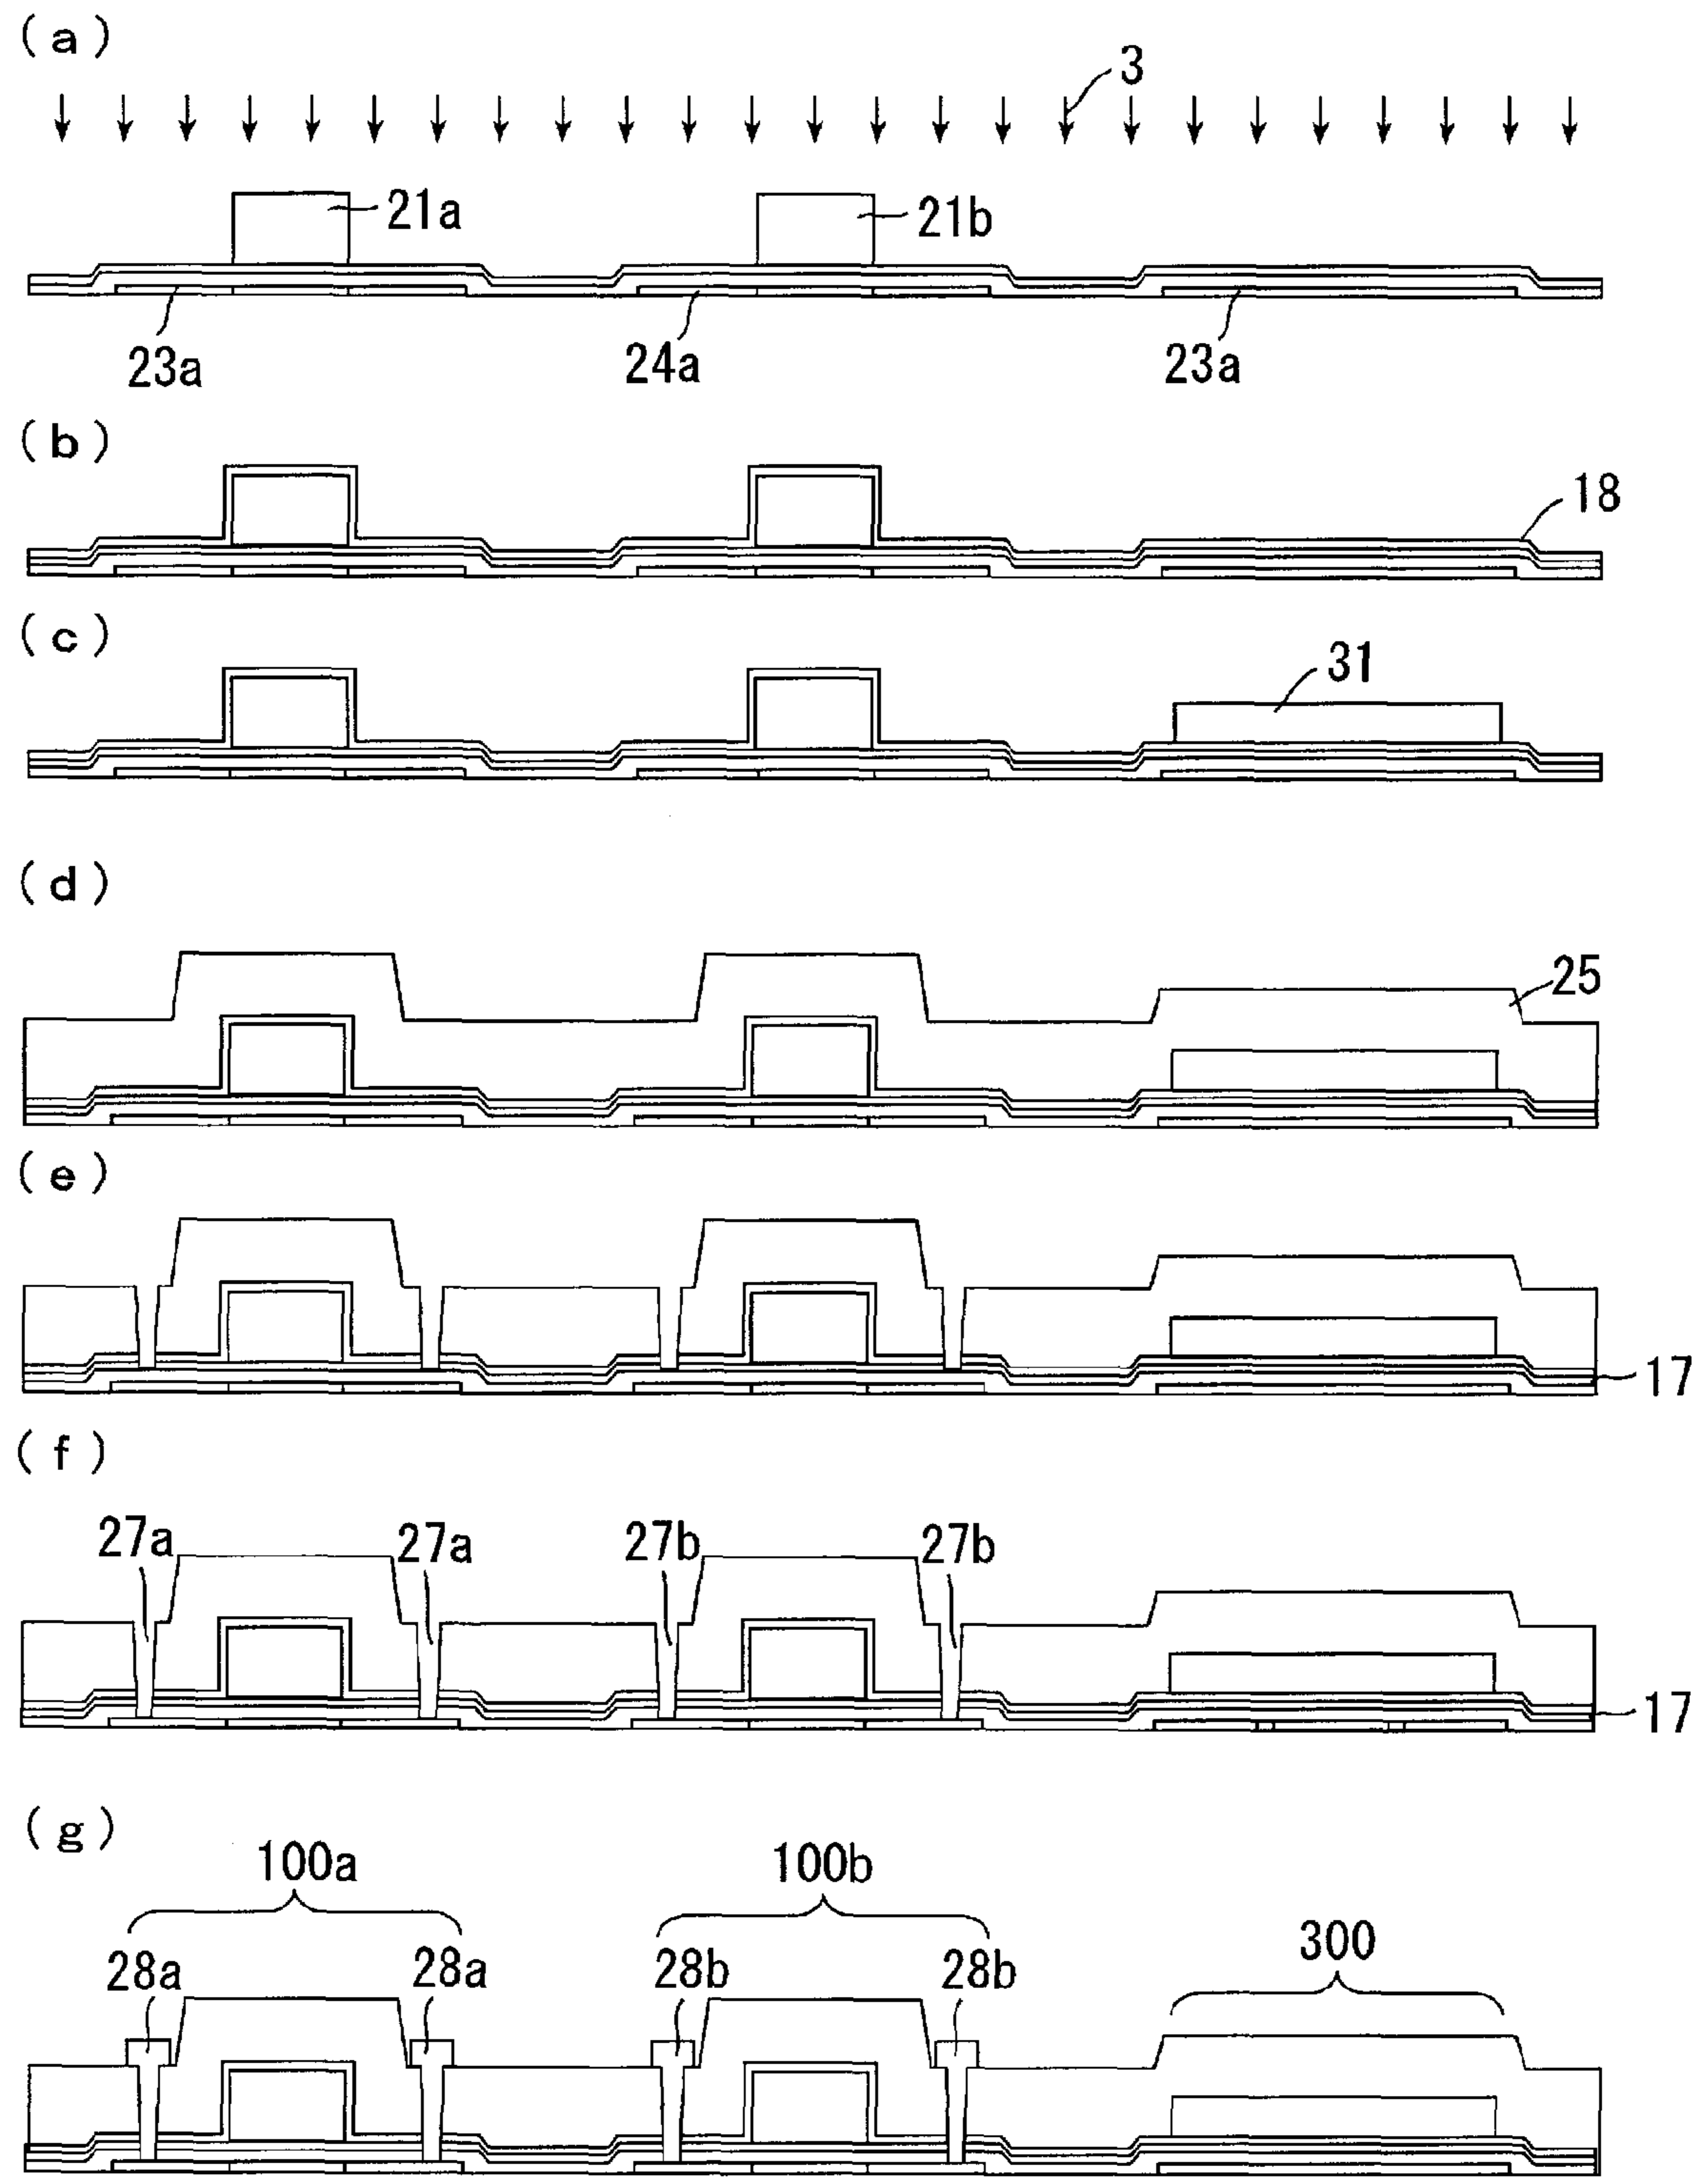 (a)
3
21a
21b
23a
24a
23a
(b)
18
(c)
31
(d)
25
(e)
17
(f)
27a
27a
27b
27b
17
(g)
100a
100b
300
28a
28a
28b
28b